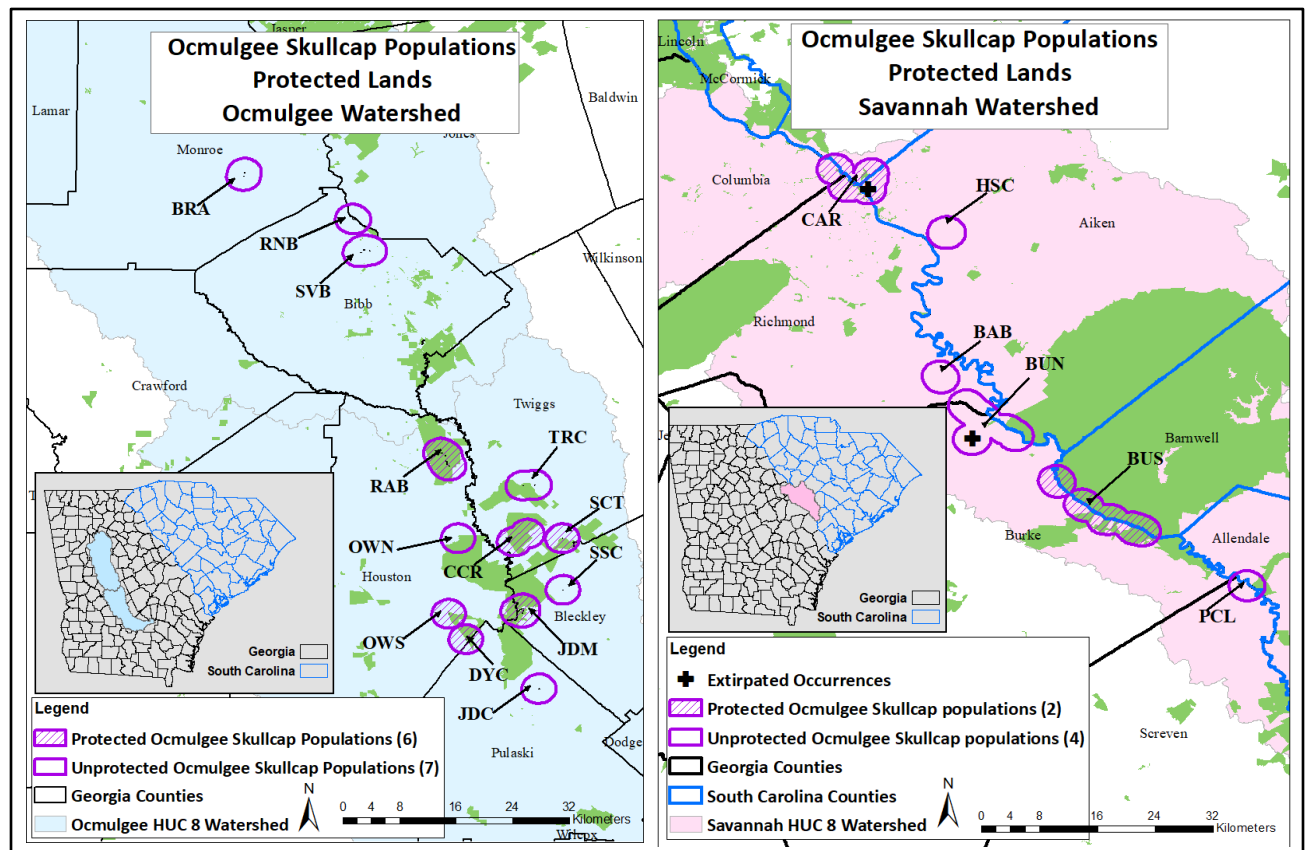 Ocmulgee Skullcap Populations
Protected Lands
Ocmulgee Watershed
Jasper
Lamar
Baldwin
Monroe
Jones
BRA
RNB
SVB
Wilkinson
Bibb
Crawford
Twiggs
TRC
RAB
SCT
OWN
CCR
SSC
Houston
Bleckley
OWS
JDM
DYC
JDC
Georgia
South Carolina
Legend
Protected Ocmulgee Skullcap Populations (6)
Unprotected Ocmulgee Skullcap Populations (7)
Georgia Counties
Ocmulgee HUC 8 Watershed
Pulaski
Dodge
N
0 4 8 16 24 32
Kilometers
Wilcox
Ocmulgee Skullcap Populations
Protected Lands
Savannah Watershed
Lincoln
McCormick
Columbia
HSC
CAR
Aiken
Richmond
BAB
BUN
Barnwell
BUS
Burke
Allendale
PCL
Georgia
South Carolina
Legend
Extirpated Occurrences
Protected Ocmulgee Skullcap populations (2)
Unprotected Ocmulgee Skullcap populations (4)
Georgia Counties
South Carolina Counties
Savannah HUC 8 Watershed
Screven
N
0 4 8 16 24 32
Kilometers